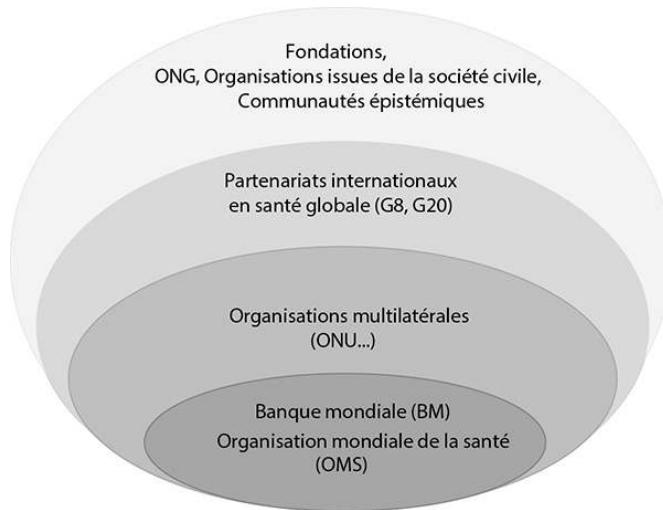 Fondations,
ONG, Organisations issues de la société civile,
Communautés épistémiques
Partenariats internationaux
en santé globale (G8, G20)
Organisations multilatérales
(ONU...)
Banque mondiale (BM)
Organisation mondiale de la santé
(OMS)